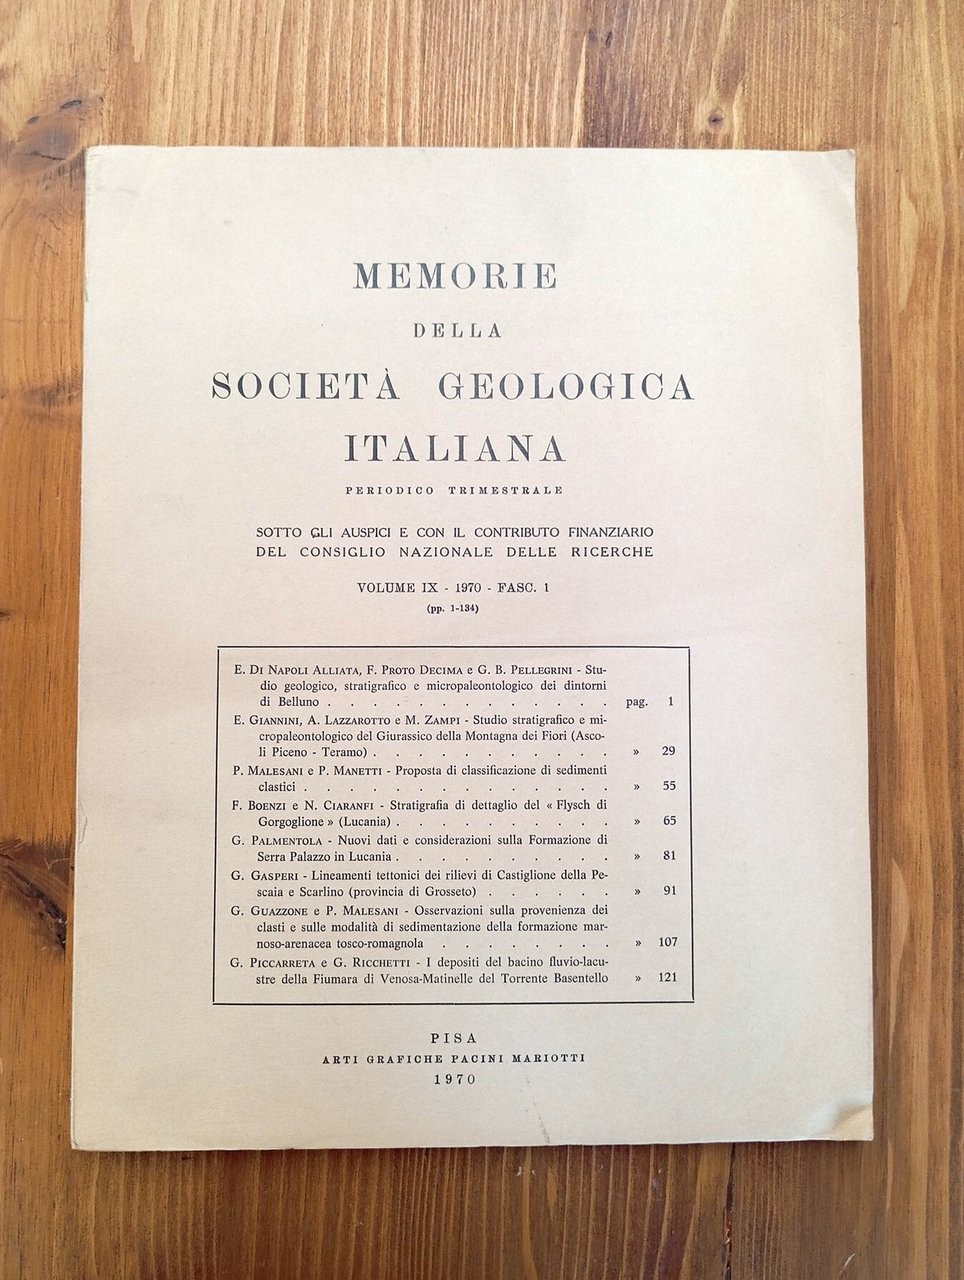 MEMORIE
DELLA
SOCIETÀ GEOLOGICA
ITALIANA
PERIODICO TRIMESTRALE
SOTTO GLI AUSPICI E CON IL CONTRIBUTO FINANZIARIO
DEL CONSIGLIO NAZIONALE DELLE RICERCHE
VOLUME IX - 1970 - FASC. 1
(pp. 1-134)
E. DI NAPOLI ALLIATA, F. PROTO DECIMA e G. B. PELLEGRINI - Stu-
dio geologico, stratigrafico e micropaleontologico dei dintorni
di Belluno . . . . . . . . . . . . . pag. 1
E. GIANNINI, A. LAZZAROTTO e M. ZAMPI - Studio stratigrafico e mi-
cropaleontologico del Giurassico della Montagna dei Fiori (Asco-
li Piceno - Teramo) . . . . . . . . . . . » 29
P. MALESANI e P. MANETTI - Proposta di classificazione di sedimenti
clastici . . . . . . . . . . . . . . » 55
F. BOENZI e N. CIARANFI - Stratigrafia di dettaglio del « Flysch di
Gorgoglione » (Lucania) . . . . . . . . . . » 65
G. PALMENTOLA - Nuovi dati e considerazioni sulla Formazione di
Serra Palazzo in Lucania . . . . . . . . . . » 81
G. GASPERI - Lineamenti tettonici dei rilievi di Castiglione della Pe-
scaia e Scarlino (provincia di Grosseto) . . . . . . » 91
G. GUAZZONE e P. MALESANI - Osservazioni sulla provenienza dei
clasti e sulle modalità di sedimentazione della formazione mar-
noso-arenacea tosco-romagnola . . . . . . . . » 107
G. PICCARRETA e G. RICCHETTI - I depositi del bacino fluvio-lacu-
stre della Fiumara di Venosa-Matinelle del Torrente Basentello » 121
PISA
ARTI GRAFICHE PACINI MARIOTTI
1970